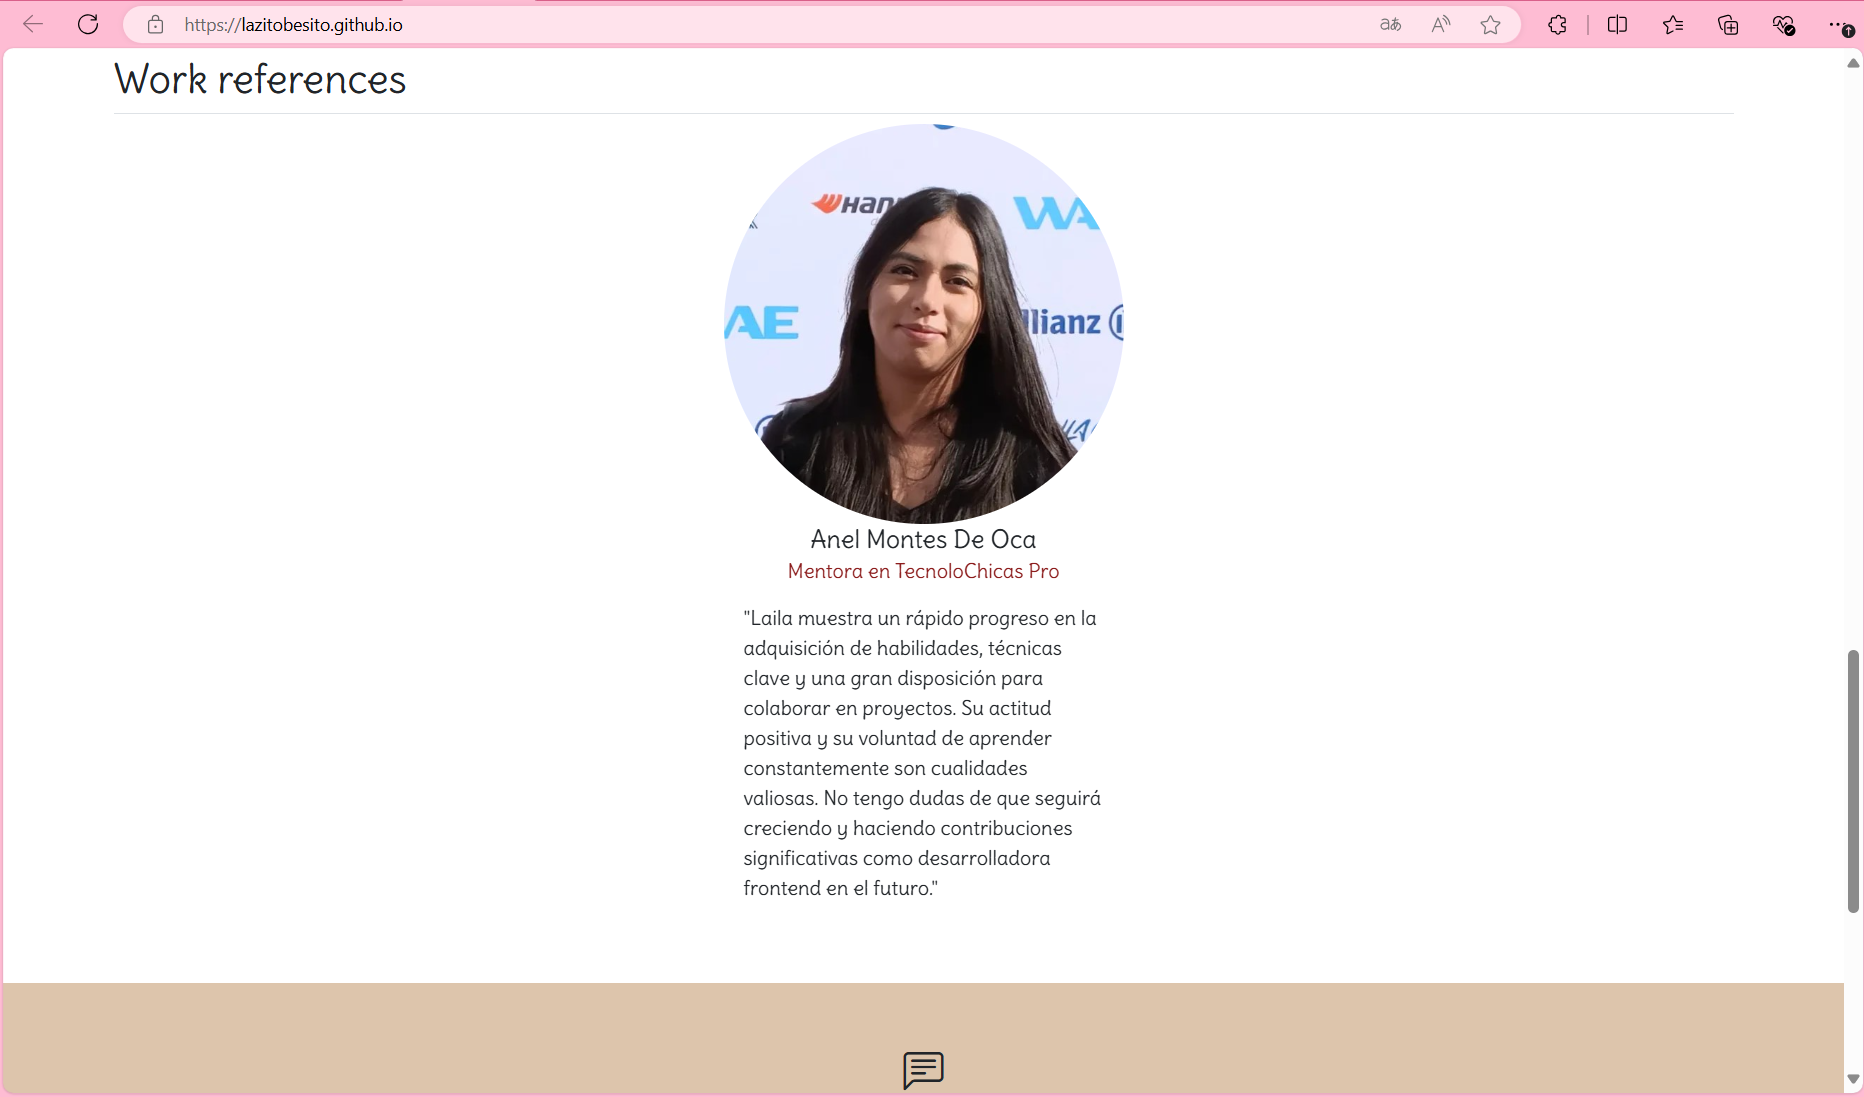 https://lazitobesito.github.io
Work references
HAN
WA
AE
llianz
Anel Montes De Oca
Mentora en TecnoloChicas Pro
"Laila muestra un rápido progreso en la
adquisición de habilidades, técnicas
clave y una gran disposición para
colaborar en proyectos. Su actitud
positiva y su voluntad de aprender
constantemente son cualidades
valiosas. No tengo dudas de que seguirá
creciendo y haciendo contribuciones
significativas como desarrolladora
frontend en el futuro."